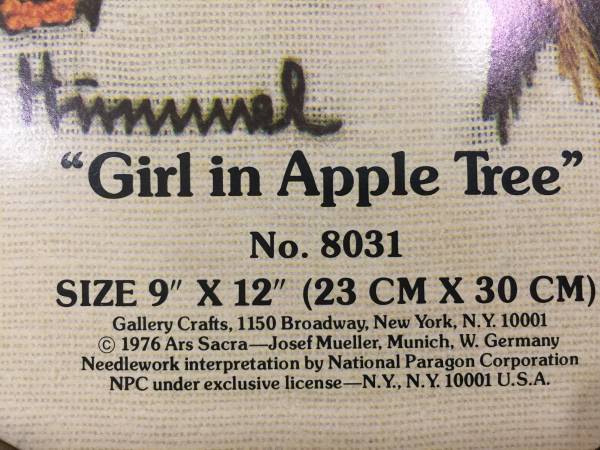 Hummel
“Girl in Apple Tree”
No. 8031
SIZE 9″ X 12″ (23 CM X 30 CM)
Gallery Crafts, 1150 Broadway, New York, N.Y. 10001
© 1976 Ars Sacra—Josef Mueller, Munich, W. Germany
Needlework interpretation by National Paragon Corporation
NPC under exclusive license—N.Y., N.Y. 10001 U.S.A.